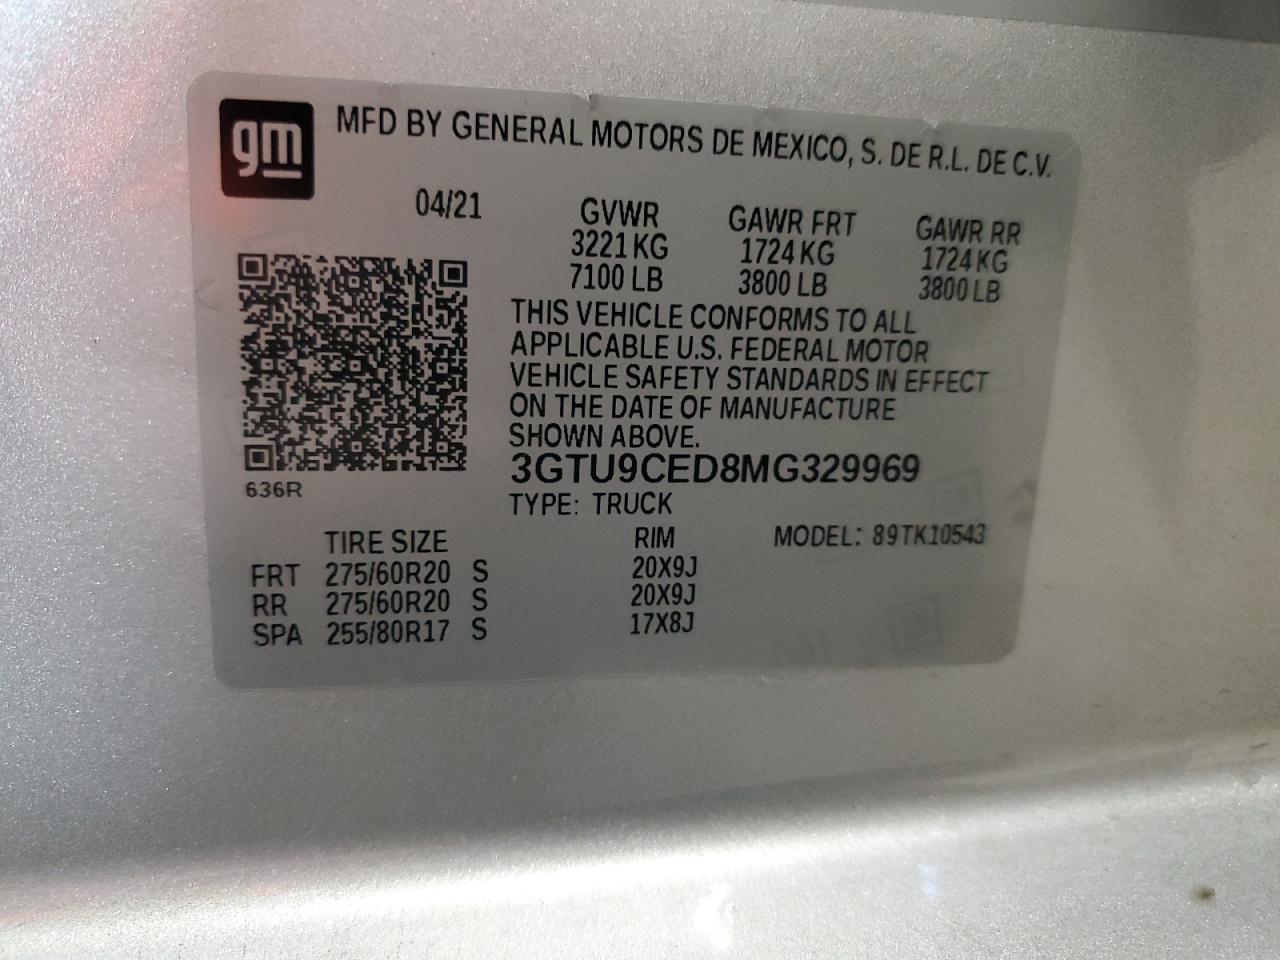 gm
MFD BY GENERAL MOTORS DE MEXICO, S. DE R.L. DE C.V.
04/21 GVWR GAWR FRT GAWR RR
3221 KG 1724 KG 1724 KG
7100 LB 3800 LB 3800 LB
THIS VEHICLE CONFORMS TO ALL
APPLICABLE U.S. FEDERAL MOTOR
VEHICLE SAFETY STANDARDS IN EFFECT
ON THE DATE OF MANUFACTURE
SHOWN ABOVE.
3GTU9CED8MG329969
636R
TYPE: TRUCK
TIRE SIZE RIM MODEL: 89TK10543
FRT 275/60R20 S 20X9J
RR 275/60R20 S 20X9J
SPA 255/80R17 S 17X8J